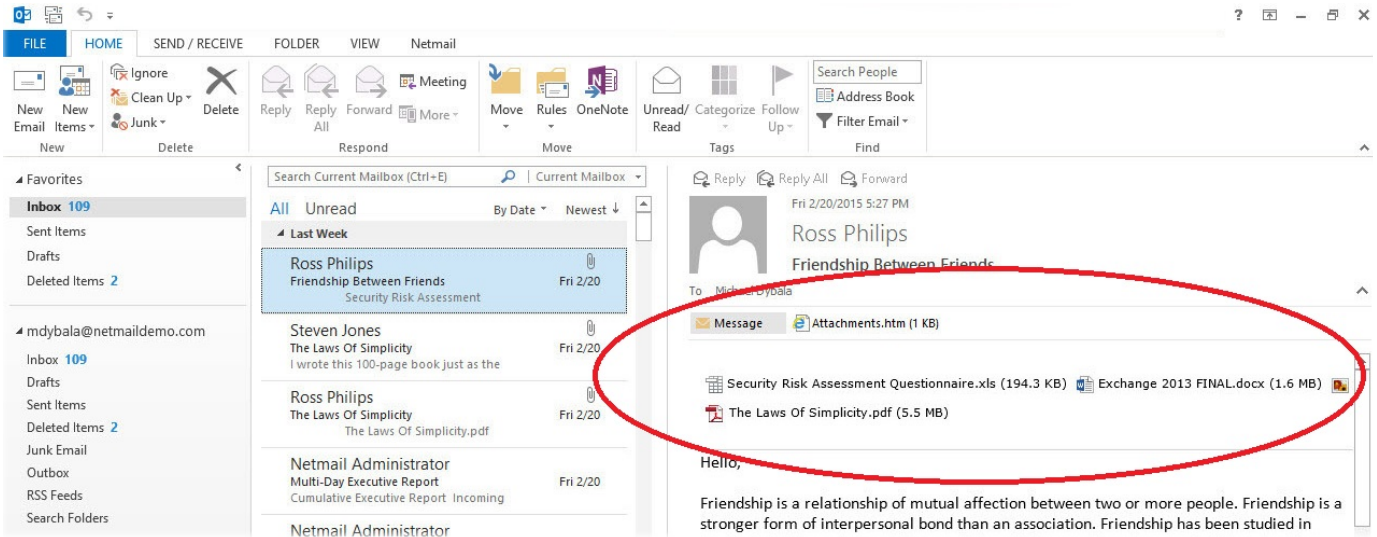 ?
FILE HOME SEND / RECEIVE FOLDER VIEW Netmail
New Email
New Items
Ignore
Clean Up
Junk
Delete
Reply
Reply All
Forward
Meeting
More
Move
Rules
OneNote
Unread/ Read
Categorize
Follow Up
Search People
Address Book
Filter Email
New Delete Respond Move Tags Find
Favorites
Inbox 109
Sent Items
Drafts
Deleted Items 2
mdybala@netmaildemo.com
Inbox 109
Drafts
Sent Items
Deleted Items 2
Junk Email
Outbox
RSS Feeds
Search Folders
Search Current Mailbox (Ctrl+E) Current Mailbox
All Unread By Date Newest ↓
Last Week
Ross Philips
Friendship Between Friends Fri 2/20
Security Risk Assessment
Steven Jones
The Laws Of Simplicity Fri 2/20
I wrote this 100-page book just as the
Ross Philips
The Laws Of Simplicity Fri 2/20
The Laws Of Simplicity.pdf
Netmail Administrator
Multi-Day Executive Report Fri 2/20
Cumulative Executive Report Incoming
Netmail Administrator
Reply Reply All Forward
Fri 2/20/2015 5:27 PM
Ross Philips
Friendship Between Friends
To Michael Dybala
Message Attachments.htm (1 KB)
Security Risk Assessment Questionnaire.xls (194.3 KB) Exchange 2013 FINAL.docx (1.6 MB)
The Laws Of Simplicity.pdf (5.5 MB)
Hello,
Friendship is a relationship of mutual affection between two or more people. Friendship is a
stronger form of interpersonal bond than an association. Friendship has been studied in